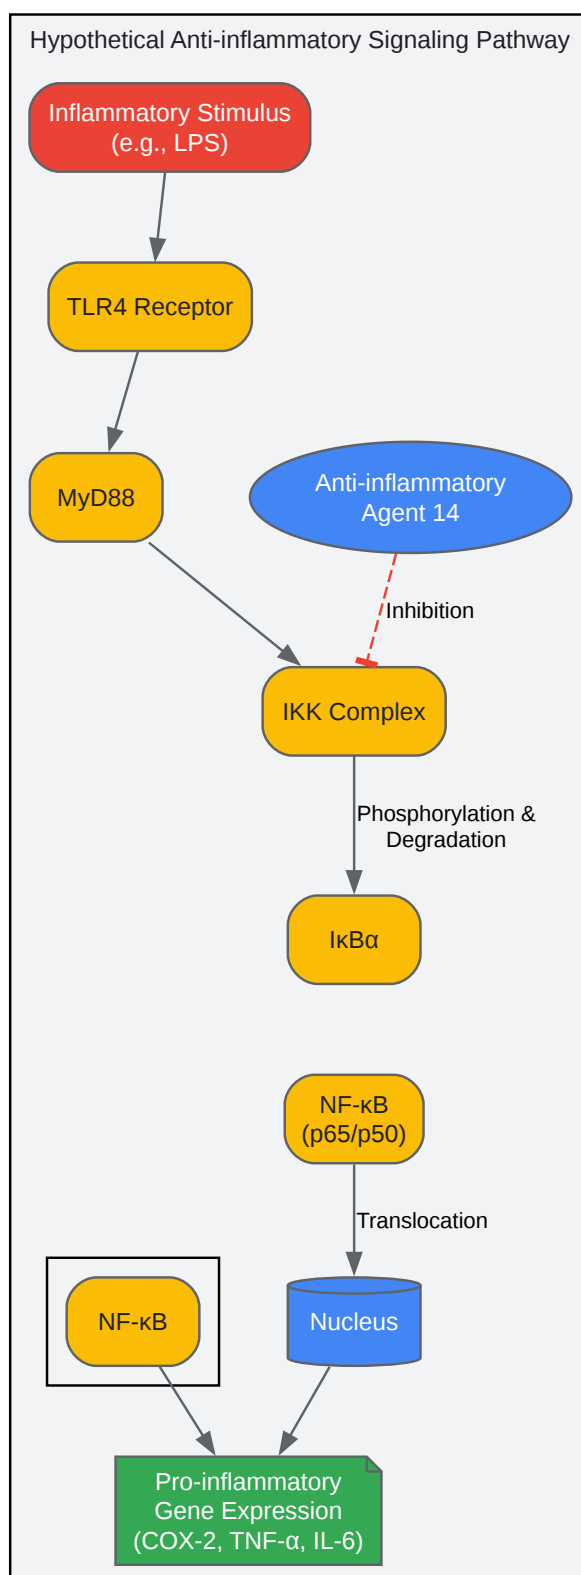 Hypothetical Anti-inflammatory Signaling Pathway
Inflammatory Stimulus
(e.g., LPS)
TLR4 Receptor
MyD88
Anti-inflammatory
Agent 14
Inhibition
IKK Complex
Phosphorylation &
Degradation
IκBα
NF-κB
(p65/p50)
Translocation
NF-κB
Nucleus
Pro-inflammatory
Gene Expression
(COX-2, TNF-α, IL-6)